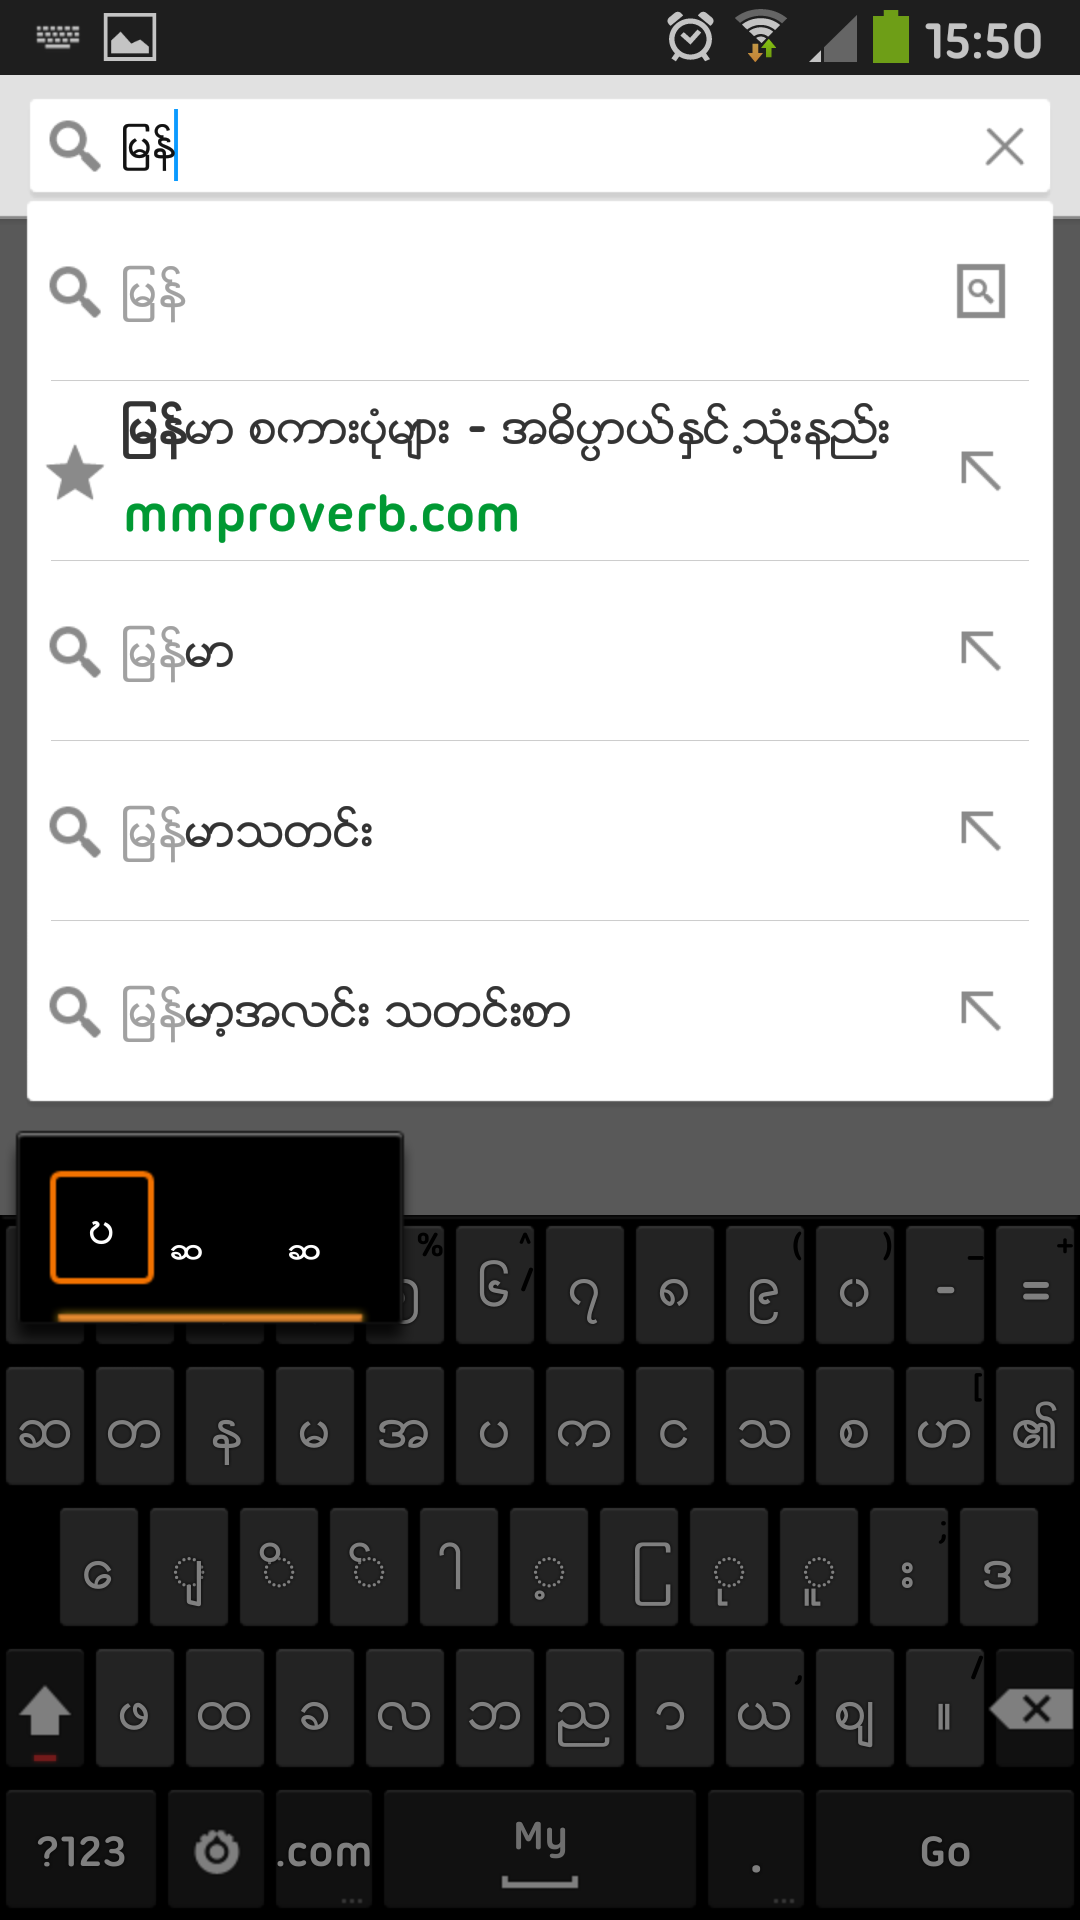 15:50
မြန်
မြန်
မြန်မာ စကားပုံများ - အဓိပ္ပာယ်နှင့်သုံးနည်း
mmproverb.com
မြန်မာ
မြန်မာသတင်း
မြန်မာ့အလင်း သတင်းစာ
ဎ ဆ ဆ
% ^ / ( ) _ +
၆ ၇ ၈ ၉ ၀ - =
[
ဆ တ န မ အ ပ က င သ စ ဟ ၏
;
ေ ျ ိ ် ါ ့ ြ ု ူ း ဒ
, /
ဖ ထ ခ လ ဘ ည ာ ယ ဈ ။
?123 .com My . Go